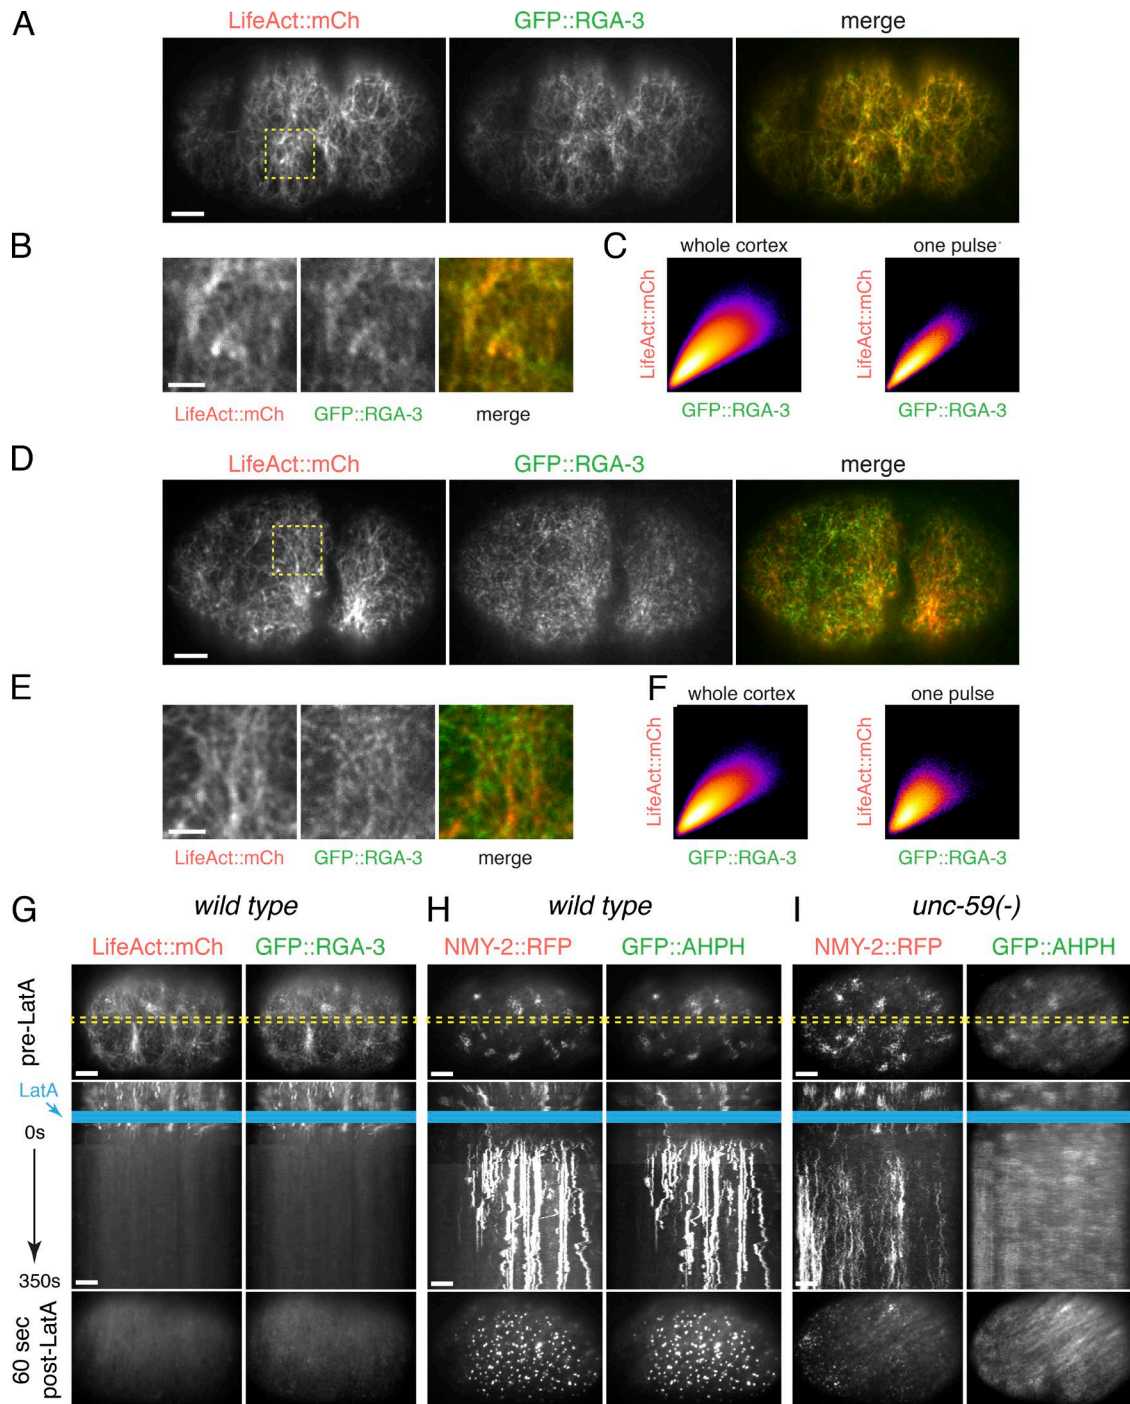 A
LifeAct::mCh GFP::RGA-3 merge
B
LifeAct::mCh GFP::RGA-3 merge
C
whole cortex one pulse
LifeAct::mCh LifeAct::mCh
GFP::RGA-3 GFP::RGA-3
D
LifeAct::mCh GFP::RGA-3 merge
E
LifeAct::mCh GFP::RGA-3 merge
F
whole cortex one pulse
LifeAct::mCh LifeAct::mCh
GFP::RGA-3 GFP::RGA-3
G wild type H wild type I unc-59(-)
LifeAct::mCh GFP::RGA-3 NMY-2::RFP GFP::AHPH NMY-2::RFP GFP::AHPH
pre-LatA
LatA
0s
350s
60 sec
post-LatA